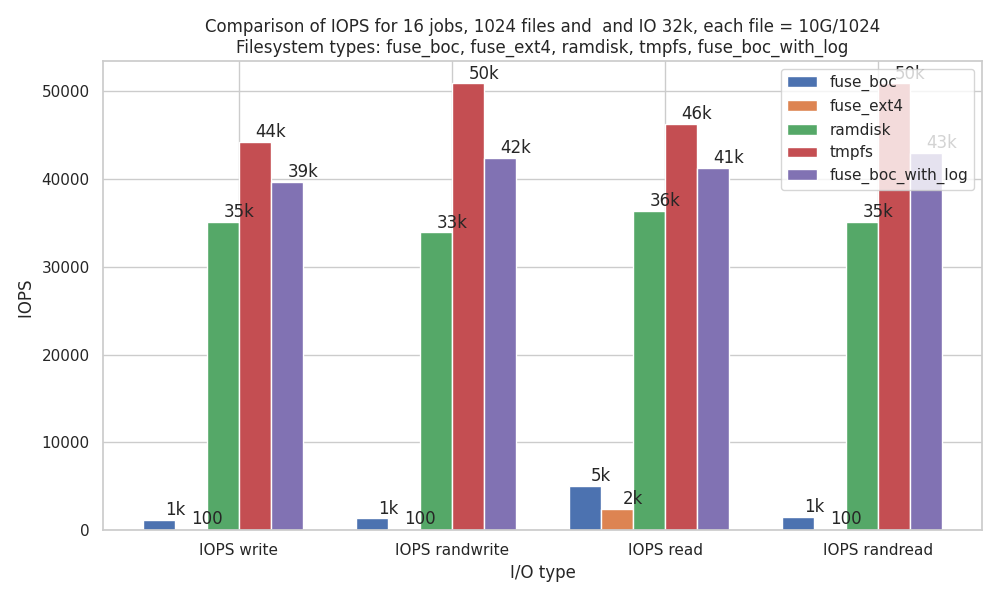 Comparison of IOPS for 16 jobs, 1024 files and  and IO 32k, each file = 10G/1024
Filesystem types: fuse_boc, fuse_ext4, ramdisk, tmpfs, fuse_boc_with_log
IOPS
50000
40000
30000
20000
10000
0
1k
100
35k
44k
39k
1k
100
33k
50k
42k
5k
2k
36k
46k
41k
1k
100
35k
50k
43k
fuse_boc
fuse_ext4
ramdisk
tmpfs
fuse_boc_with_log
IOPS write
IOPS randwrite
IOPS read
IOPS randread
I/O type